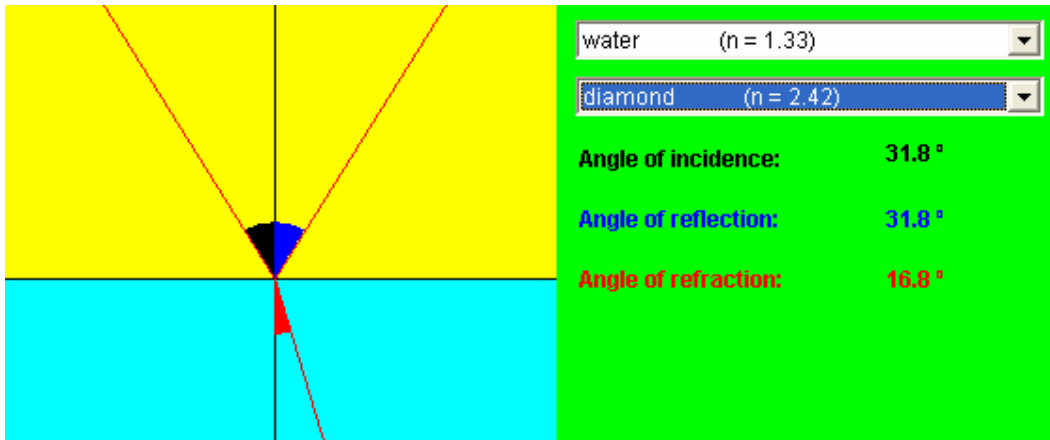 water (n = 1.33)
diamond (n = 2.42)
Angle of incidence: 31.8 °
Angle of reflection: 31.8 °
Angle of refraction: 16.8 °